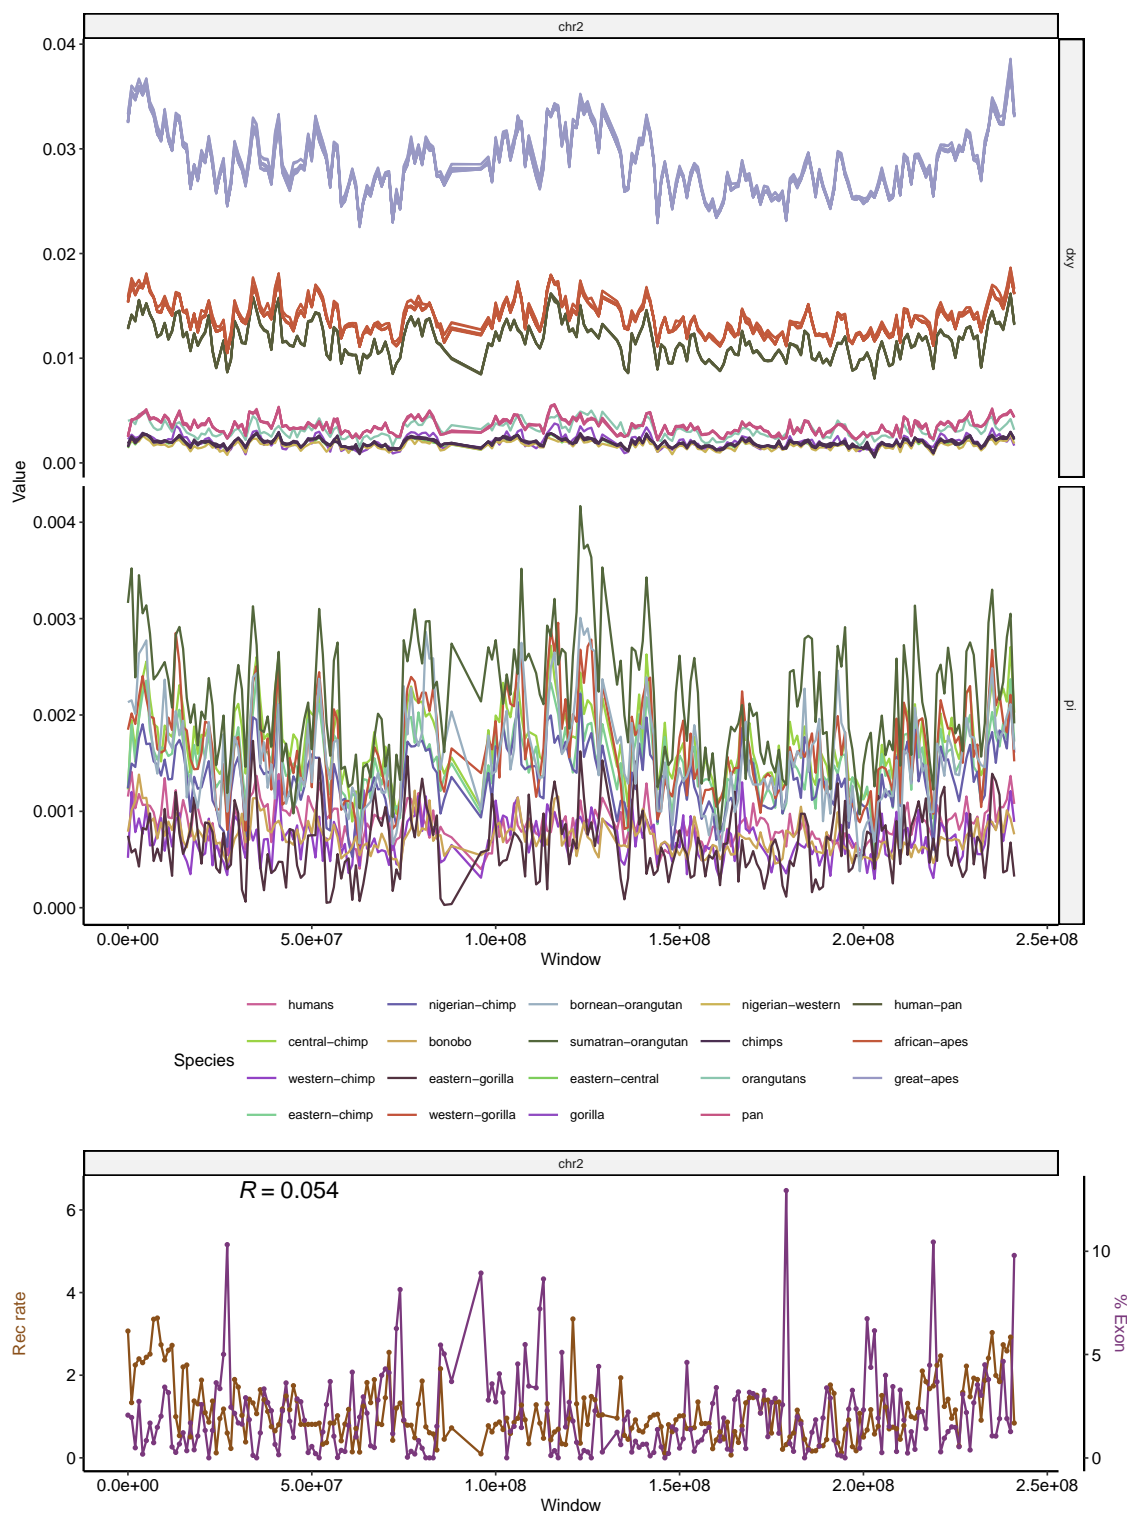 chr2
0.04
0.03
0.02
0.01
0.00
dxy
Value
0.004
0.003
0.002
0.001
0.000
pi
0.0e+00 5.0e+07 1.0e+08 1.5e+08 2.0e+08 2.5e+08
Window
Species
humans nigerian−chimp bornean−orangutan nigerian−western human−pan
central−chimp bonobo sumatran−orangutan chimps african−apes
western−chimp eastern−gorilla eastern−central orangutans great−apes
eastern−chimp western−gorilla gorilla pan
chr2
R = 0.054
6
4
2
0
Rec rate
10
5
0
% Exon
0.0e+00 5.0e+07 1.0e+08 1.5e+08 2.0e+08 2.5e+08
Window